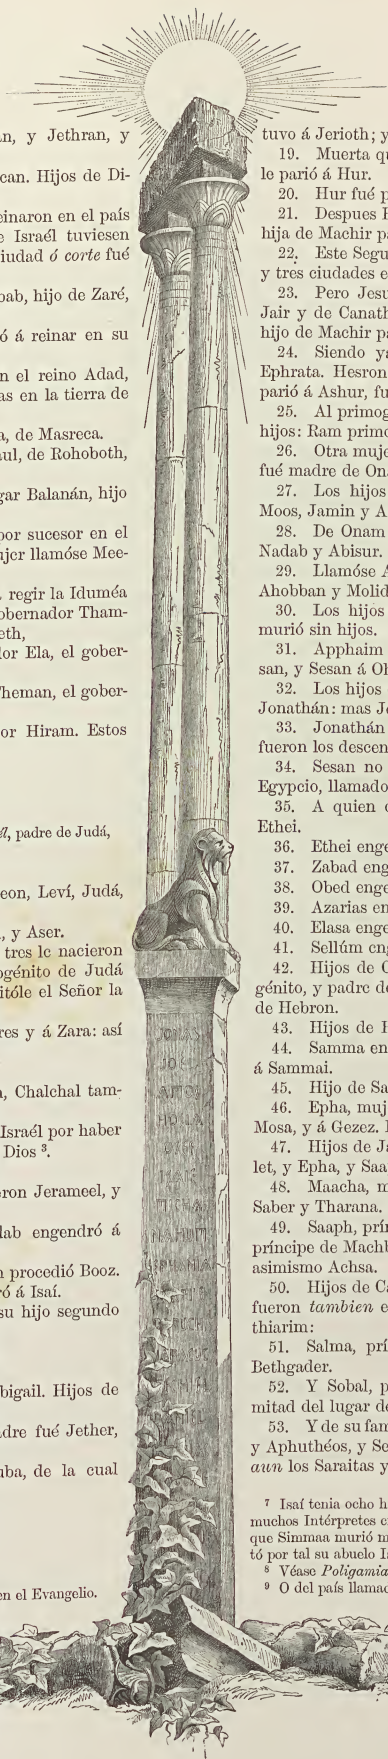 n, y Jethran, y
can. Hijos de Di-
einaron en el país
e Israél tuviesen
iudad ó corte fué
oab, hijo de Zaré,
ó á reinar en su
n el reino Adad,
as en la tierra de
a, de Masreca.
aul, de Rohoboth,
gar Balanán, hijo
por sucesor en el
ujer llamóse Mee-
regir la Iduméa
obernador Tham-
eth,
or Ela, el gober-
heman, el gober-
or Hiram. Estos
él, padre de Judá,
eon, Leví, Judá,
, y Aser.
tres le nacieron
ogénito de Judá
itóle el Señor la
res y á Zara: así
, Chalchal tam-
Israél por haber
Dios ³.
ron Jerameel, y
lab engendró á
n procedió Booz.
ró á Isaí.
su hijo segundo
bigail. Hijos de
dre fué Jether,
uba, de la cual
en el Evangelio.
JONAS
JOEL
AMOS
NAHUM
tuvo á Jerioth; y
19. Muerta qu
le parió á Hur.
20. Hur fué p
21. Despues H
hija de Machir pa
22. Este Segu
y tres ciudades e
23. Pero Jesu
Jair y de Canath
hijo de Machir pa
24. Siendo ya
Ephrata. Hesron
parió á Ashur, fu
25. Al primog
hijos: Ram primo
26. Otra muje
fué madre de On
27. Los hijos
Moos, Jamin y A
28. De Onam
Nadab y Abisur.
29. Llamóse A
Ahobban y Molid
30. Los hijos
murió sin hijos.
31. Apphaim
san, y Sesan á Oh
32. Los hijos
Jonathán: mas Je
33. Jonathán
fueron los descen
34. Sesan no
Egypcio, llamado
35. A quien d
Ethei.
36. Ethei enge
37. Zabad eng
38. Obed enge
39. Azarias en
40. Elasa enge
41. Sellúm eng
42. Hijos de C
génito, y padre de
de Hebron.
43. Hijos de H
44. Samma en
á Sammai.
45. Hijo de Sa
46. Epha, muj
Mosa, y á Gezez.
47. Hijos de Ja
let, y Epha, y Saa
48. Maacha, m
Saber y Tharana.
49. Saaph, prín
príncipe de Machb
asimismo Achsa.
50. Hijos de Ca
fueron tambien e
thiarim:
51. Salma, prí
Bethgader.
52. Y Sobal, p
mitad del lugar de
53. Y de su fam
y Aphuthéos, y Se
aun los Saraitas y
⁷ Isaí tenia ocho h
muchos Intérpretes c
que Simmaa murió m
tó por tal su abuelo I
⁸ Véase Poligamia
⁹ O del país llamad